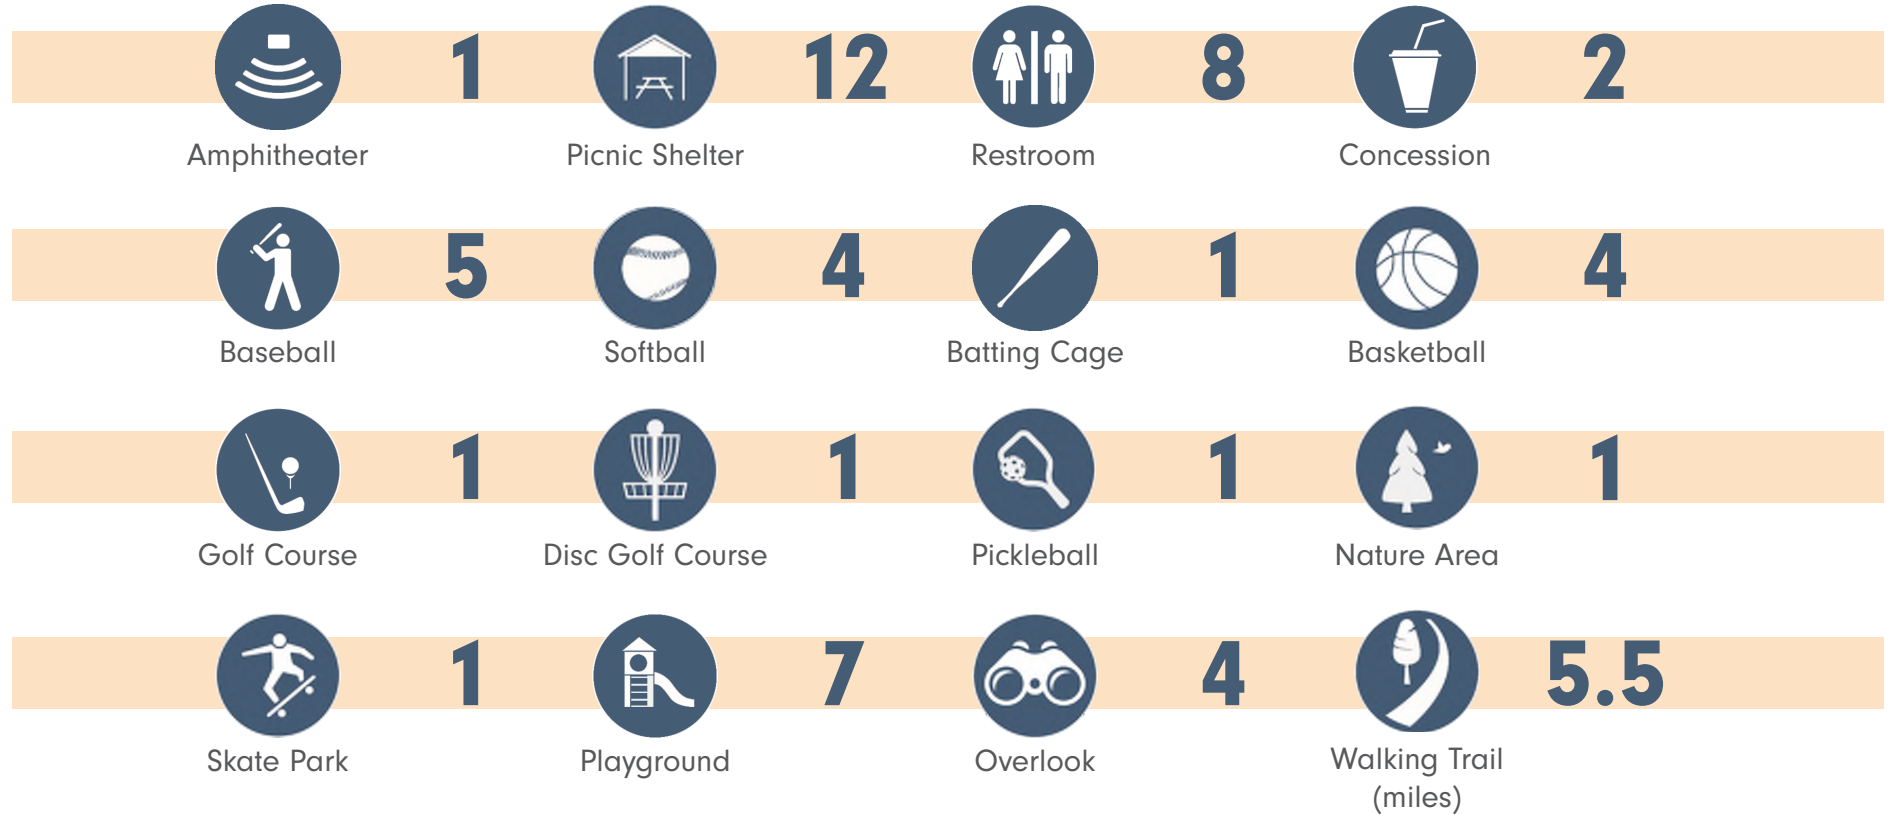 1 12 8 2
Amphitheater Picnic Shelter Restroom Concession
5 4 1 4
Baseball Softball Batting Cage Basketball
1 1 1 1
Golf Course Disc Golf Course Pickleball Nature Area
1 7 4 5.5
Skate Park Playground Overlook Walking Trail
(miles)